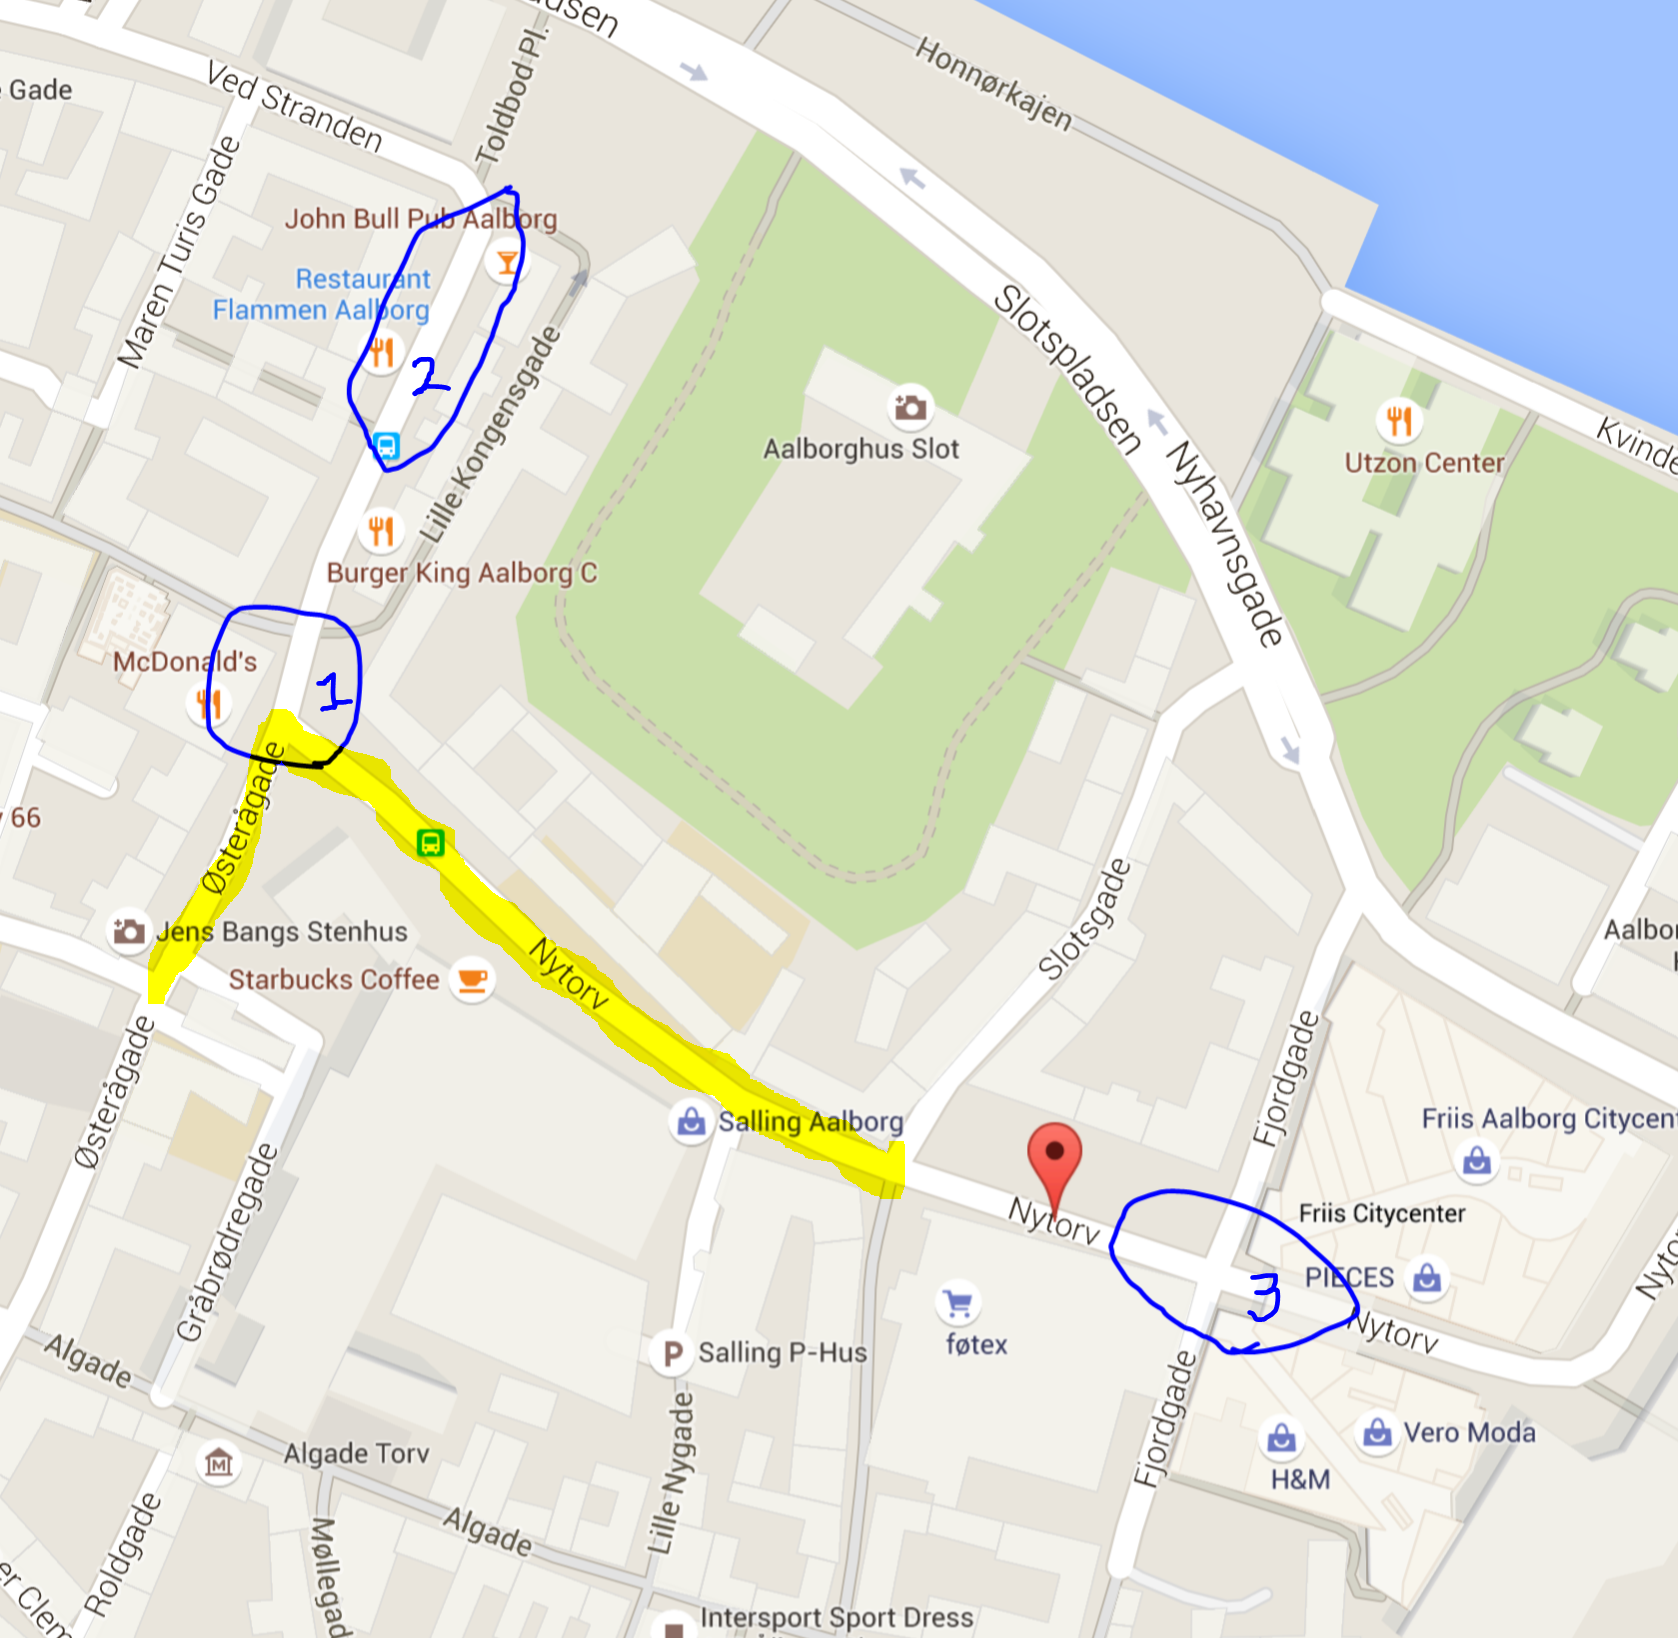 Gade
Ved Stranden
Toldbod Pl.
Honnørkajen
Maren Turis Gade
John Bull Pub Aalborg
Restaurant
Flammen Aalborg
2
Lille Kongensgade
Slotspladsen
Nyhavnsgade
Aalborghus Slot
Utzon Center
Burger King Aalborg C
McDonald's
1
Østerågade
66
Jens Bangs Stenhus
Starbucks Coffee
Nytorv
Slotsgade
Østerågade
Fjordgade
Salling Aalborg
Friis Aalborg Citycent
Nytorv
Friis Citycenter
PIECES
3
Nytorv
føtex
Gråbrødregade
Algade
Salling P-Hus
Fjordgade
Vero Moda
H&M
Algade Torv
Lille Nygade
Algade
Roldgade
Intersport Sport Dress